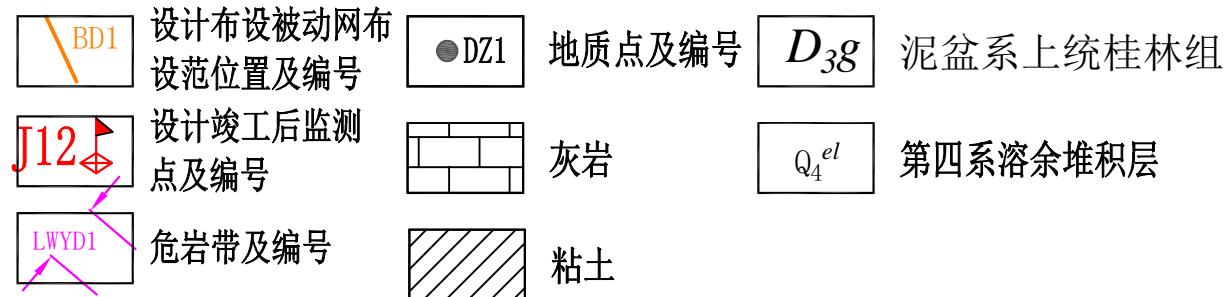 BD1
设计布设被动网布
设范位置及编号
DZ1
地质点及编号
D₃g
泥盆系上统桂林组
J12
设计竣工后监测
点及编号
灰岩
Q₄ᵉˡ
第四系溶余堆积层
LWYD1
危岩带及编号
粘土